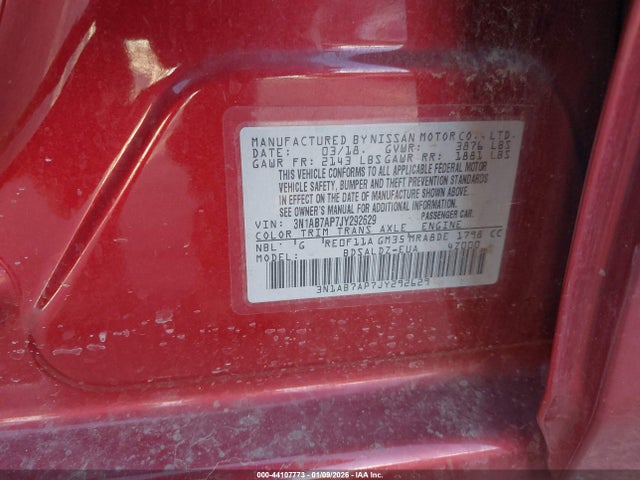 MANUFACTURED BY NISSAN MOTOR CO., LTD.
DATE: 03/18. GVWR: 3876 LBS
GAWR FR: 2143 LBS GAWR RR: 1881 LBS
THIS VEHICLE CONFORMS TO ALL APPLICABLE FEDERAL MOTOR
VEHICLE SAFETY, BUMPER AND THEFT PREVENTION STANDARDS
IN EFFECT ON THE DATE OF MANUFACTURE SHOWN ABOVE.
SEE OWNER'S MANUAL FOR ADDITIONAL INFORMATION.
VIN: 3N1AB7AP7JY292629 PASSENGER CAR.
COLOR TRIM TRANS AXLE ENGINE
NBL G RE0F11A GM35 MRA8DE 1798 CC
MODEL: BDSALDZ-EUA 47000
3N1AB7AP7JY292629
000-44107773 | 01/09/2026 | IAA Inc.